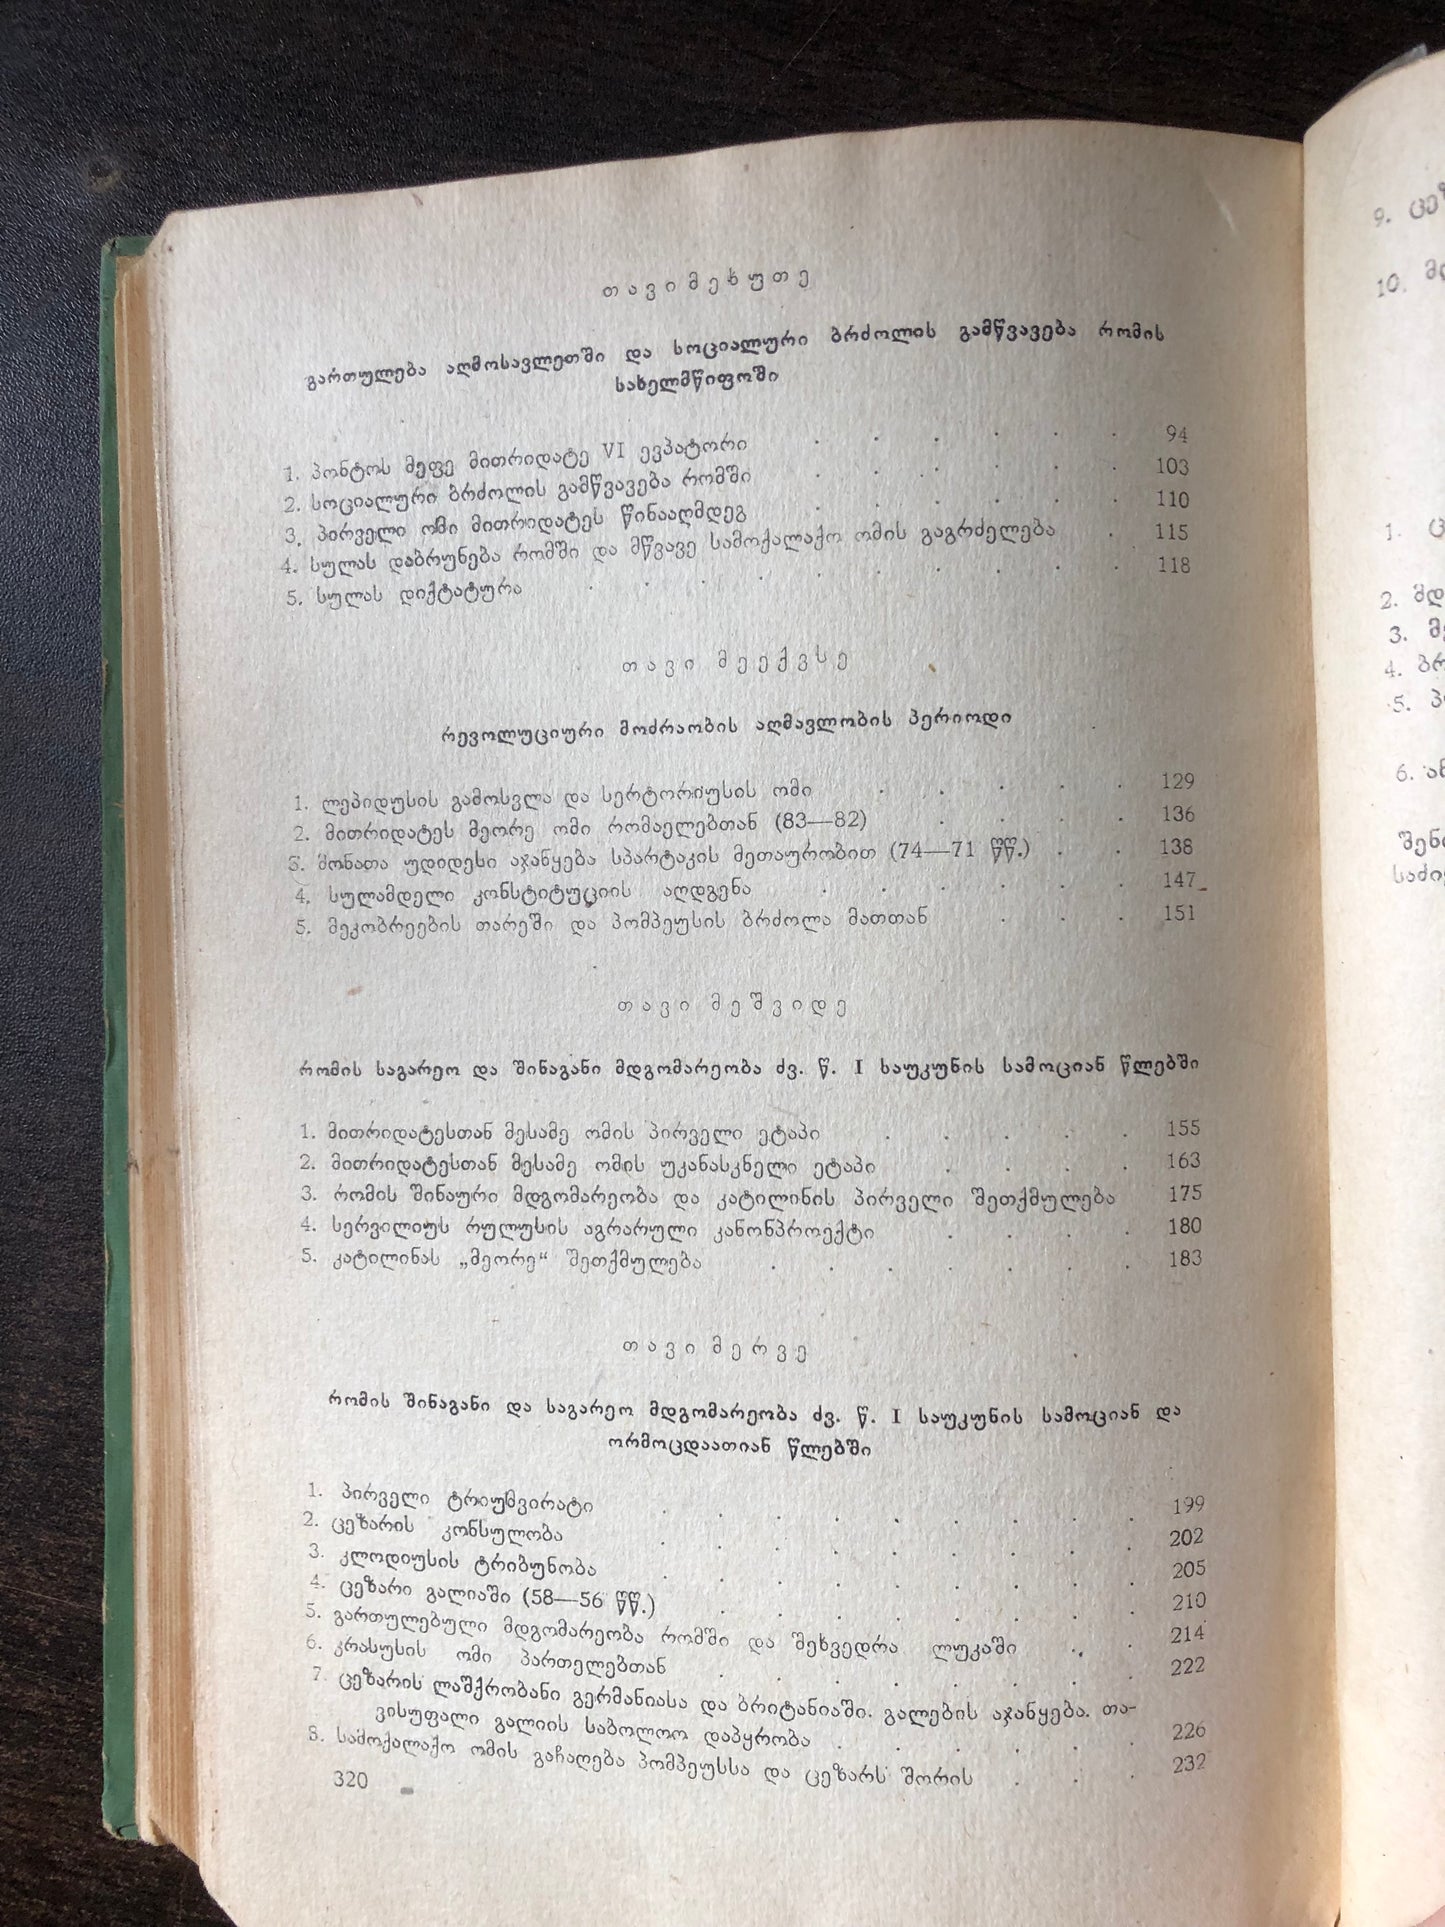 თავი მეხუთე
გართულება აღმოსავლეთში და სოციალური ბრძოლის გამწვავება რომის
სახელმწიფოში
1. პონტოს მეფე მითრიდატე VI ევპატორი . . . . . . 94
2. სოციალური ბრძოლის გამწვავება რომში . . . . . . 103
3. პირველი ომი მითრიდატეს წინააღმდეგ . . . . . . 110
4. სულას დაბრუნება რომში და მწვავე სამოქალაქო ომის გაგრძელება . 115
5. სულას დიქტატურა . . . . . . . . . . 118
თავი მეექვსე
რევოლუციური მოძრაობის აღმავლობის პერიოდი
1. ლეპიდუსის გამოსვლა და სერტორიუსის ომი . . . . . 129
2. მითრიდატეს მეორე ომი რომაელებთან (83—82) . . . . 136
3. მონათა უდიდესი აჯანყება სპარტაკის მეთაურობით (74—71 წწ.) . . 138
4. სულამდელი კონსტიტუციის აღდგენა . . . . . . 147
5. მეკობრეების თარეში და პომპეუსის ბრძოლა მათთან . . . 151
თავი მეშვიდე
რომის საგარეო და შინაგანი მდგომარეობა ძვ. წ. I საუკუნის სამოციან წლებში
1. მითრიდატესთან მესამე ომის პირველი ეტაპი . . . . . 155
2. მითრიდატესთან მესამე ომის უკანასკნელი ეტაპი . . . . 163
3. რომის შინაური მდგომარეობა და კატილინის პირველი შეთქმულება 175
4. სერვილიუს რულუსის აგრარული კანონპროექტი . . . . 180
5. კატილინას „მეორე“ შეთქმულება . . . . . . . 183
თავი მერვე
რომის შინაგანი და საგარეო მდგომარეობა ძვ. წ. I საუკუნის სამოციან და
ორმოცდაათიან წლებში
1. პირველი ტრიუმვირატი . . . . . . . . . 199
2. ცეზარის კონსულობა . . . . . . . . . 202
3. კლოდიუსის ტრიბუნობა . . . . . . . . . 205
4. ცეზარი გალიაში (58—56 წწ.) . . . . . . . . 210
5. გართულებული მდგომარეობა რომში და შეხვედრა ლუკაში . . 214
6. კრასუსის ომი პართელებთან . . . . . . . . 222
7. ცეზარის ლაშქრობანი გერმანიასა და ბრიტანიაში. გალების აჯანყება. თა-
ვისუფალი გალიის საბოლოო დაპყრობა . . . . . . 226
8. სამოქალაქო ომის გაჩაღება პომპეუსსა და ცეზარს შორის . . . 232
320
9. ცეზ
10.
1.
2. მდ
3. მე
4. ბრ
5. პ
6. ან
შენ
საძი